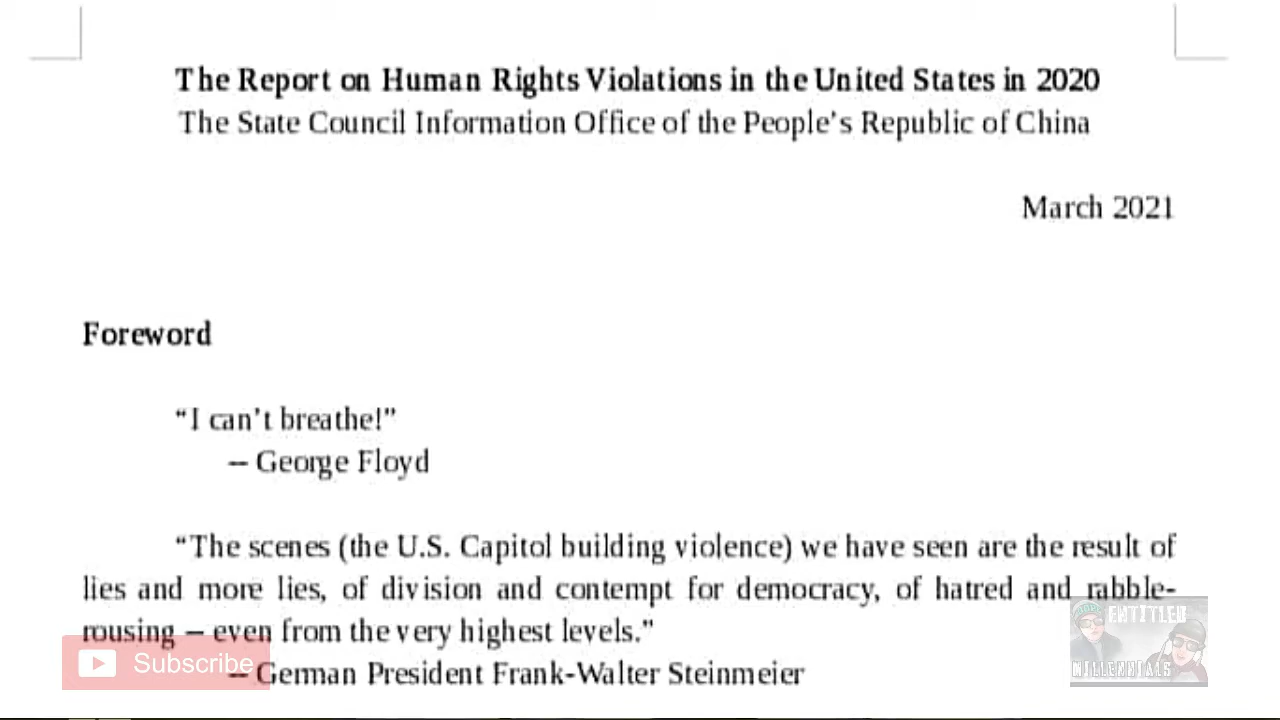 The Report on Human Rights Violations in the United States in 2020
The State Council Information Office of the People's Republic of China
March 2021
Foreword
“I can't breathe!”
-- George Floyd
“The scenes (the U.S. Capitol building violence) we have seen are the result of
lies and more lies, of division and contempt for democracy, of hatred and rabble-
rousing – even from the very highest levels.”
-- German President Frank-Walter Steinmeier
Subscribe
ENTITLED
MILLENNIALS